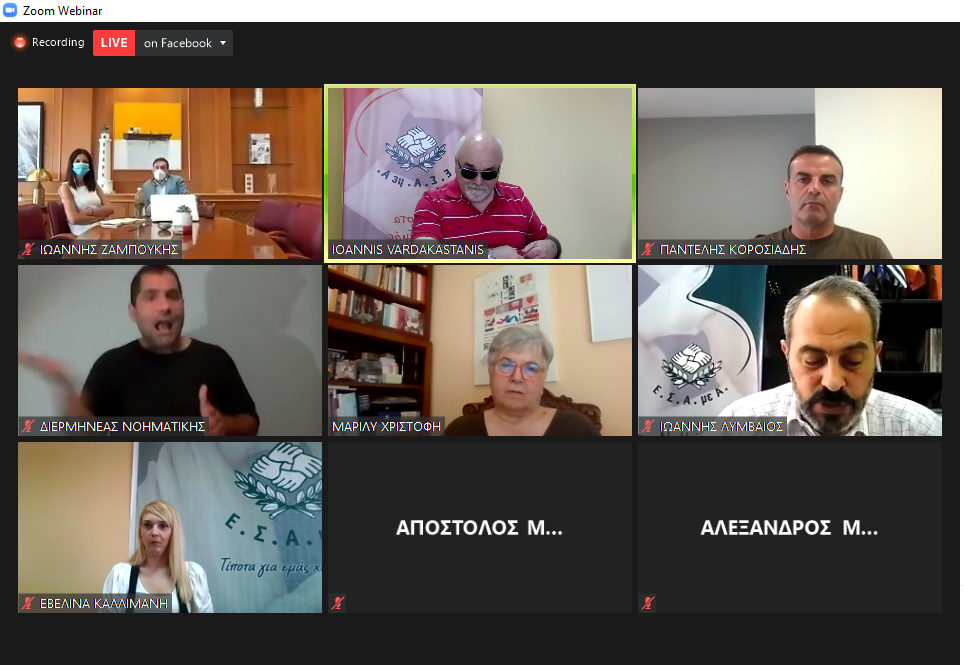 Zoom Webinar
Recording
LIVE on Facebook
ΙΩΑΝΝΗΣ ΖΑΜΠΟΥΚΗΣ
IOANNIS VARDAKASTANIS
ΠΑΝΤΕΛΗΣ ΚΟΡΟΣΙΑΔΗΣ
ΔΙΕΡΜΗΝΕΑΣ ΝΟΗΜΑΤΙΚΗΣ
ΜΑΡΙΛΥ ΧΡΙΣΤΟΦΗ
Ε.Σ.Α. με Α.
ΙΩΑΝΝΗΣ ΛΥΜΒΑΙΟΣ
Ε.Σ.Α.
Τίποτα για εμάς
ΕΒΕΛΙΝΑ ΚΑΛΛΙΜΑΝΗ
ΑΠΟΣΤΟΛΟΣ Μ...
ΑΛΕΞΑΝΔΡΟΣ Μ...